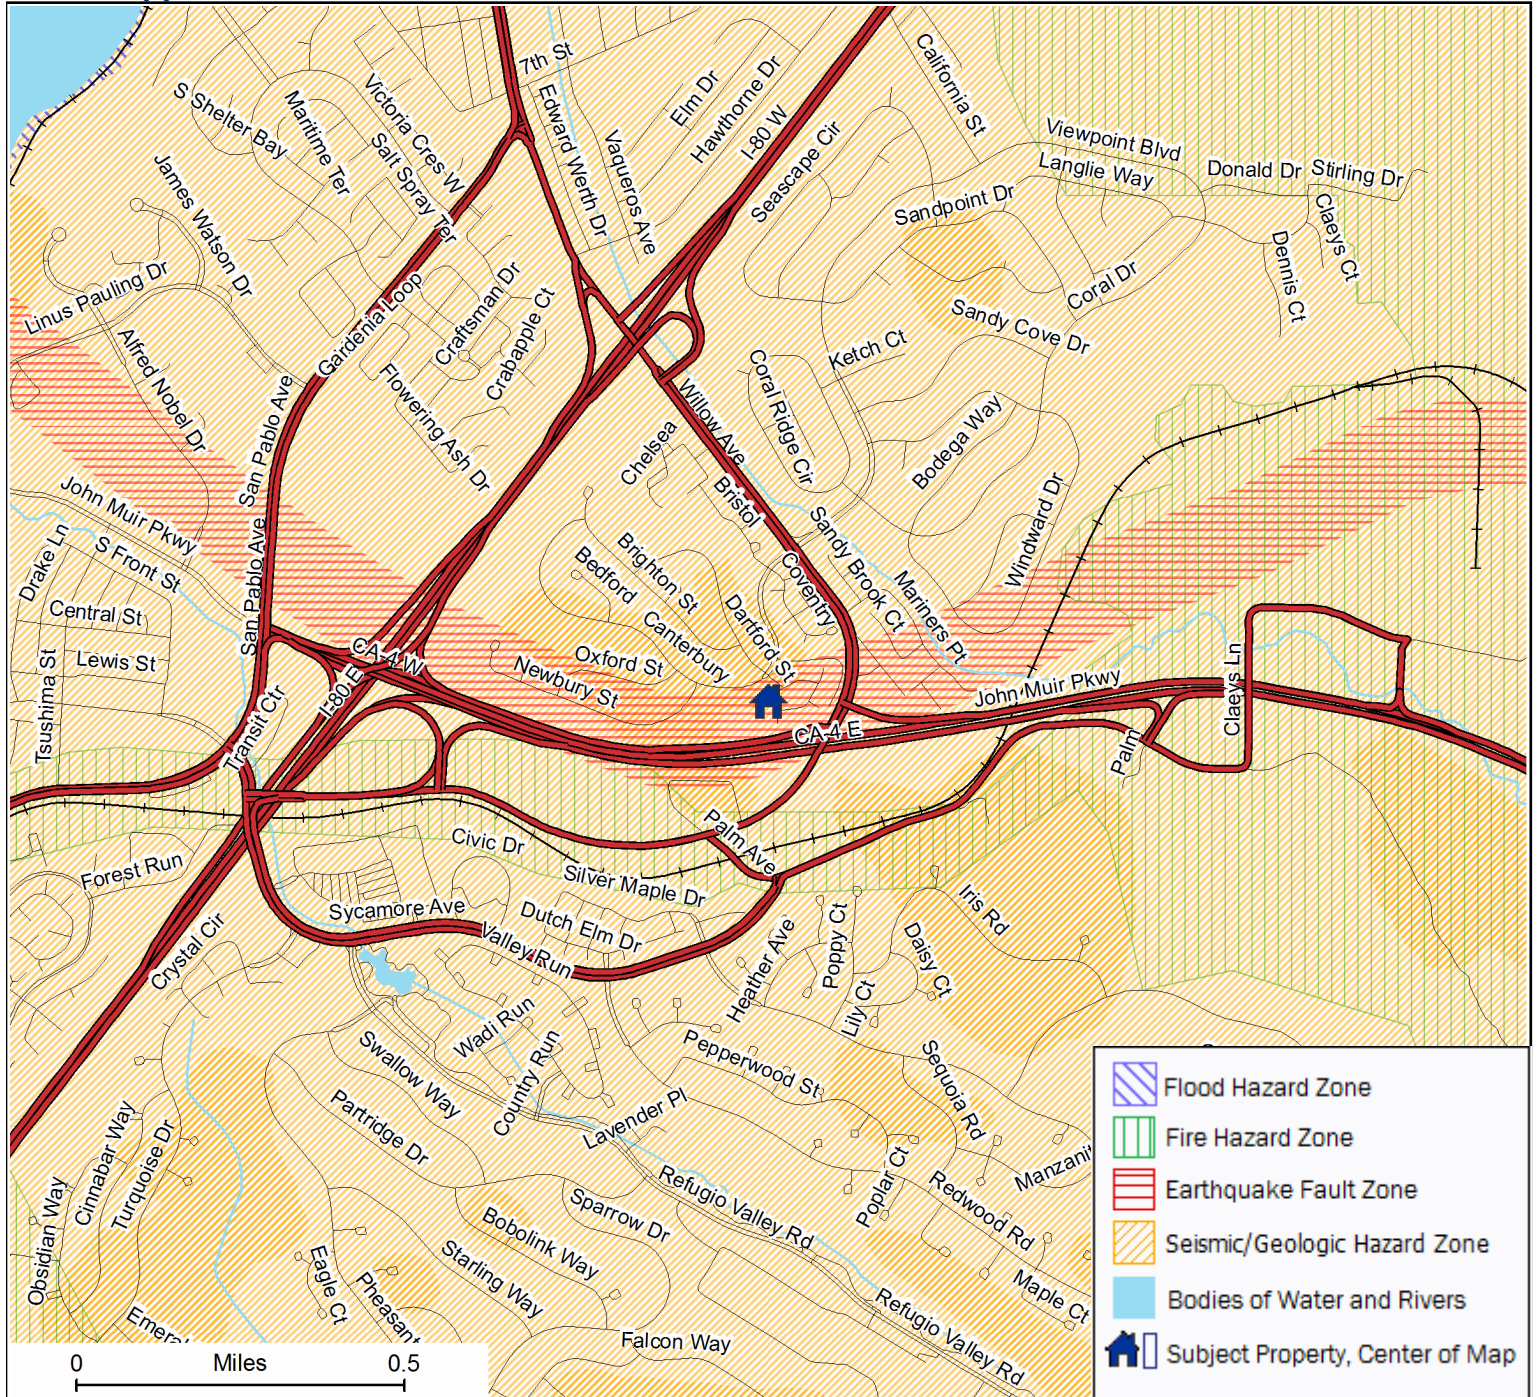 7th St
California St
Elm Dr
Hawthorne Dr
I-80 W
S Shelter Bay
Maritime Ter
Victoria Cres W
Salt Spray Ter
Edward Werth Dr
Vaqueros Ave
Seascape Cir
Viewpoint Blvd
Langlie Way
Donald Dr
Stirling Dr
James Watson Dr
Sandpoint Dr
Claeys Ct
Dennis Ct
Linus Pauling Dr
Gardenia Loop
Craftsman Dr
Crabapple Ct
Coral Dr
Sandy Cove Dr
Alfred Nobel Dr
Flowering Ash Dr
Ketch Ct
Coral Ridge Cir
San Pablo Ave
Willow Ave
Chelsea
Bodega Way
Bristol
John Muir Pkwy
Drake Ln
S Front St
San Pablo Ave
Brighton St
Bedford
Coventry
Sandy Brook Ct
Windward Dr
Mariners Pt
Central St
Dartford St
Canterbury
Lewis St
CA-4 W
Oxford St
Newbury St
Tsushima St
I-80 E
Transit Ctr
John Muir Pkwy
Claeys Ln
CA-4 E
Palm
Palm Ave
Civic Dr
Forest Run
Silver Maple Dr
Sycamore Ave
Dutch Elm Dr
Valley Run
Crystal Cir
Heather Ave
Poppy Ct
Daisy Ct
Iris Rd
Lily Ct
Wadi Run
Swallow Way
Country Run
Pepperwood St
Sequoia Rd
Partridge Dr
Lavender Pl
Cinnabar Way
Turquoise Dr
Obsidian Way
Refugio Valley Rd
Poplar Ct
Redwood Rd
Manzanit
Sparrow Dr
Bobolink Way
Starling Way
Eagle Ct
Pheasant
Maple Ct
Refugio Valley Rd
Falcon Way
Emeral
0 Miles 0.5
Flood Hazard Zone
Fire Hazard Zone
Earthquake Fault Zone
Seismic/Geologic Hazard Zone
Bodies of Water and Rivers
Subject Property, Center of Map